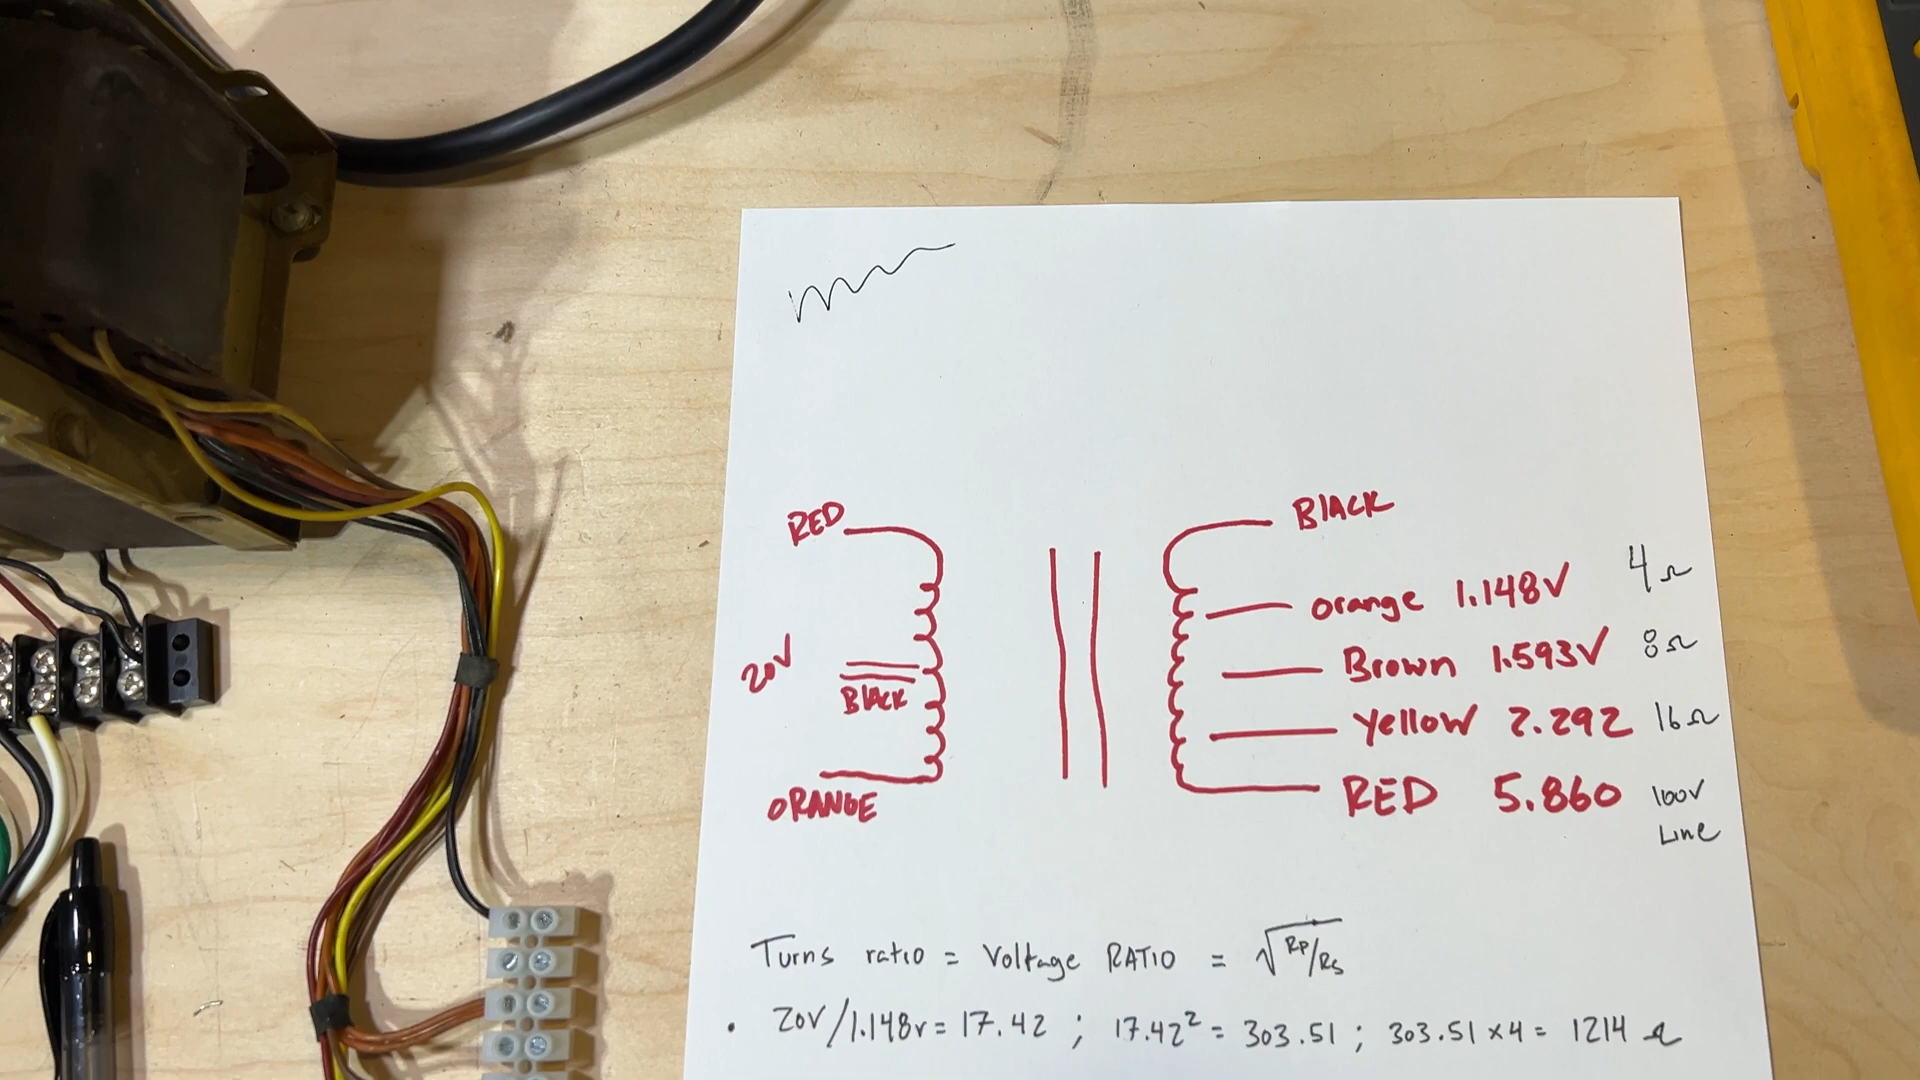 RED
20V
BLACK
ORANGE
BLACK
orange 1.148V 4Ω
Brown 1.593V 8Ω
yellow 2.292 16Ω
RED 5.860 100V
Line
Turns ratio = Voltage RATIO = √Rp/Rs
• 20V/1.148v = 17.42 ; 17.42² = 303.51 ; 303.51 x 4 = 1214 Ω